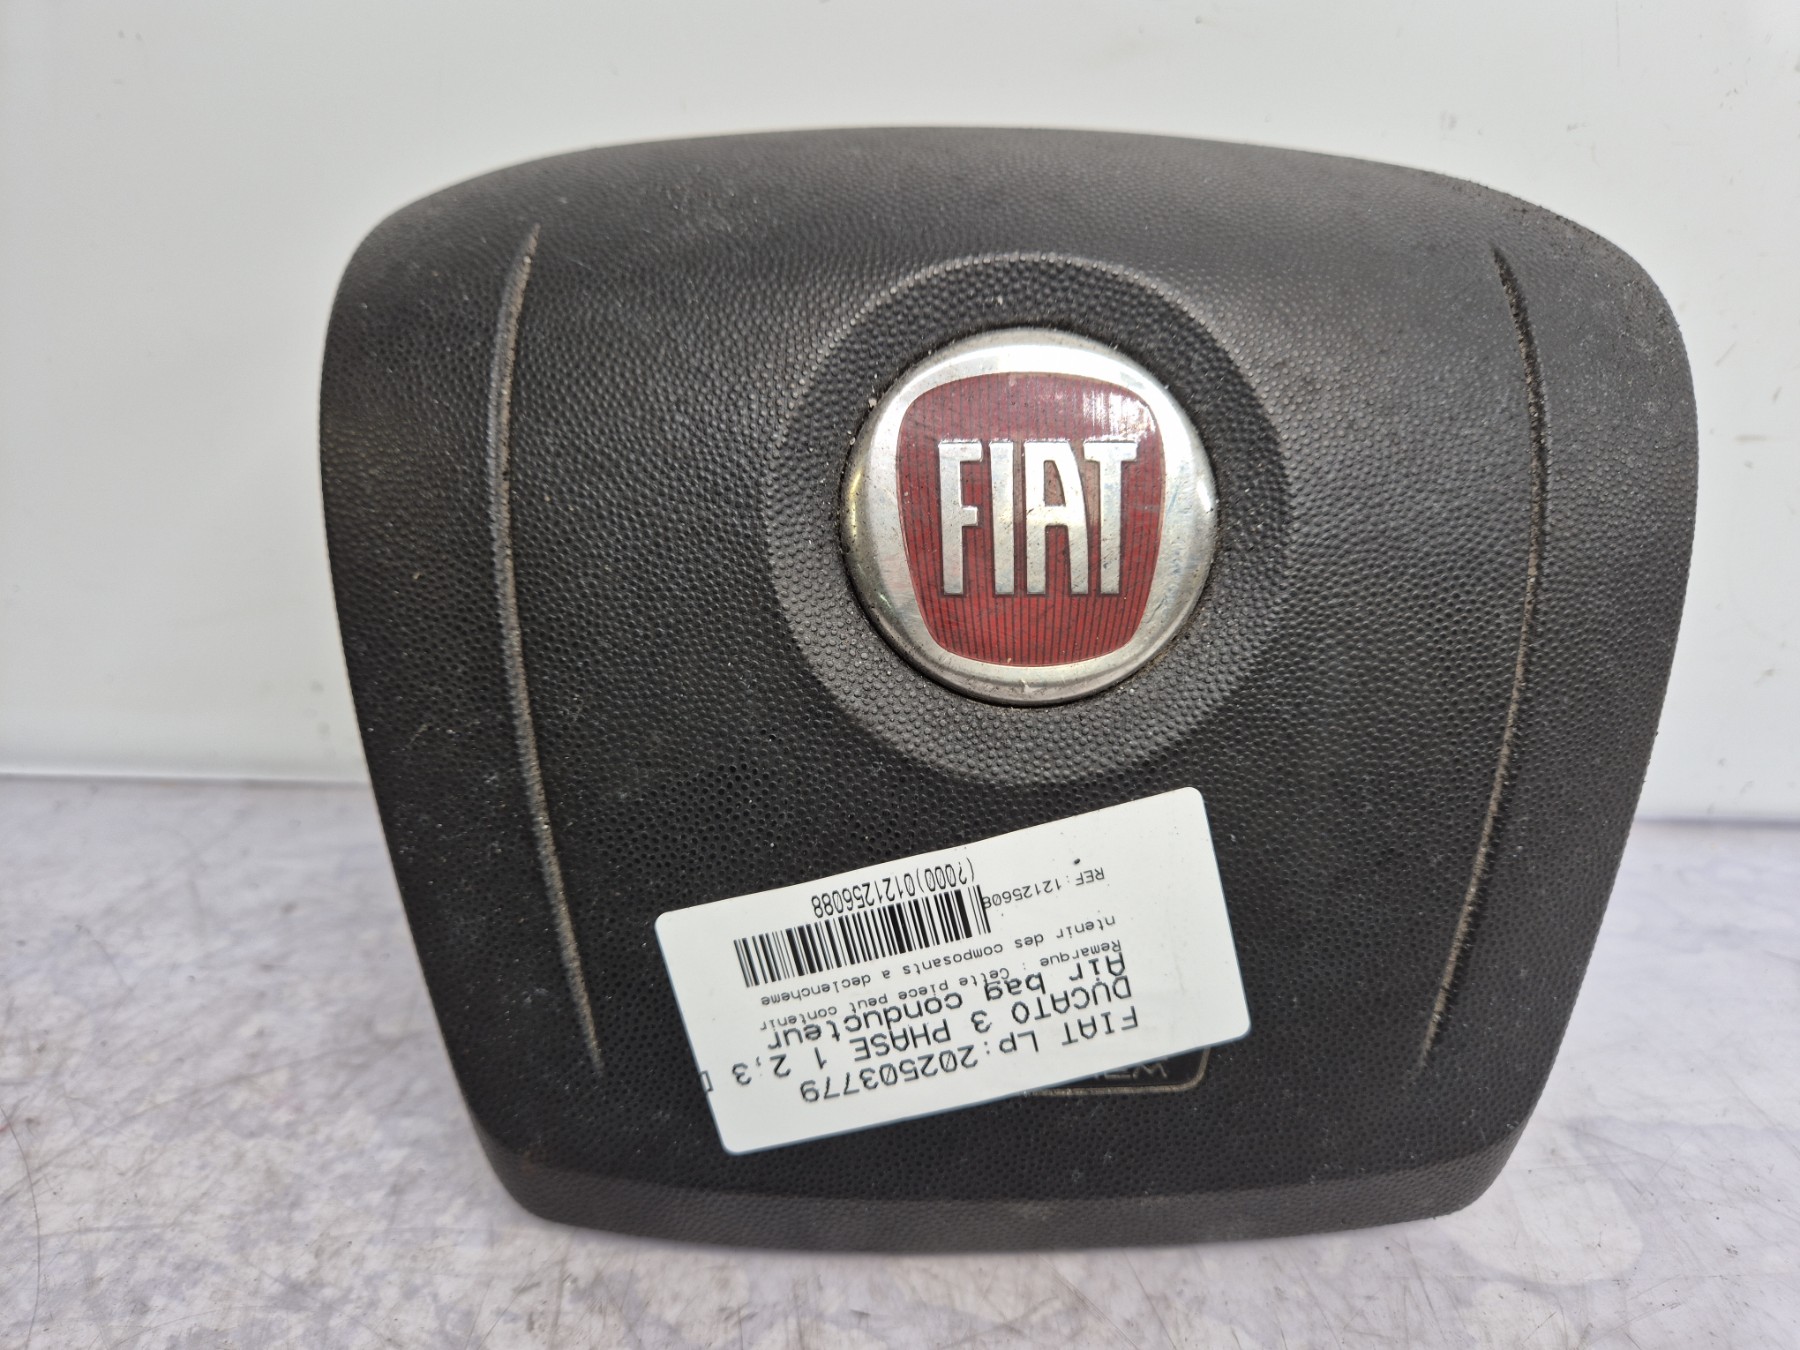 FIAT
FIAT Lp:202503779
DUCATO 3 PHASE 1 2,3
Air bag conducteur
Remarque : Cette piece peut contenir
ntenir des composants a declencheme
REF:12125608
(?000)0121256088